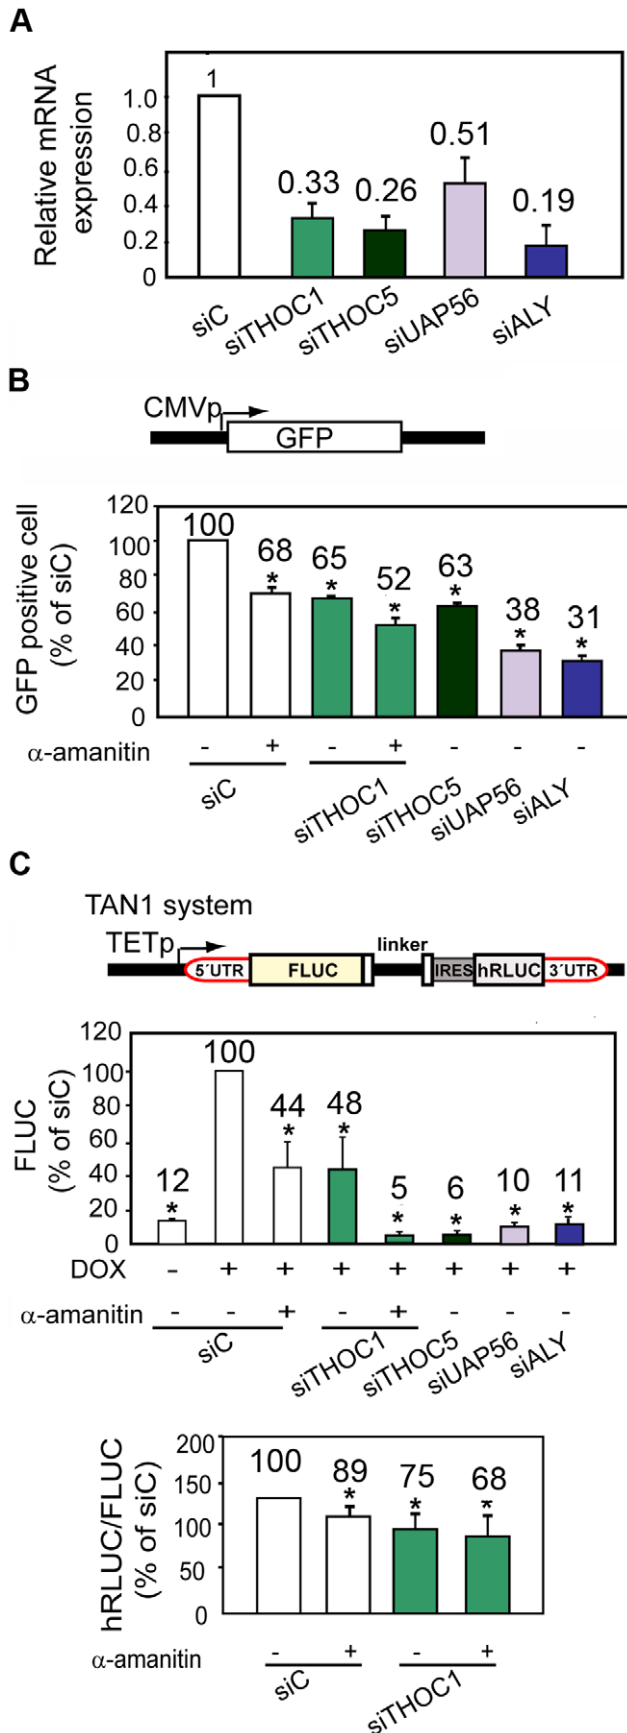 A
Relative mRNA
expression
1.0
0.8
0.6
0.4
0.2
0
1
0.33
0.26
0.51
0.19
siC
siTHOC1
siTHOC5
siUAP56
siALY
B
CMVp
GFP
GFP positive cell
(% of siC)
120
100
80
60
40
20
0
100
68
*
65
*
52
*
63
*
38
*
31
*
α-amanitin - + - + - - -
siC
siTHOC1
siTHOC5
siUAP56
siALY
C
TAN1 system
TETp
5´UTR FLUC linker IRES hRLUC 3´UTR
FLUC
(% of siC)
120
100
80
60
40
20
0
12
*
100
44
*
48
*
5
*
6
*
10
*
11
*
DOX - + + + + + + +
α-amanitin - - + - + - - -
siC
siTHOC1
siTHOC5
siUAP56
siALY
hRLUC/FLUC
(% of siC)
200
150
100
50
0
100
89
*
75
*
68
*
α-amanitin - + - +
siC
siTHOC1